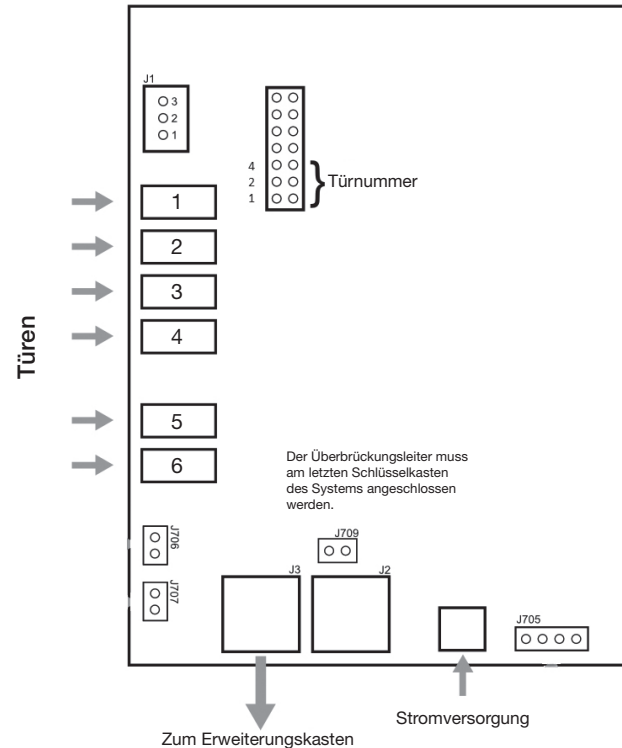 J1
3
2
1
4
2
1
Türnummer
1
2
3
4
5
6
Türen
Der Überbrückungsleiter muss
am letzten Schlüsselkasten
des Systems angeschlossen
werden.
J706
J707
J709
J3
J2
J705
Stromversorgung
Zum Erweiterungskasten